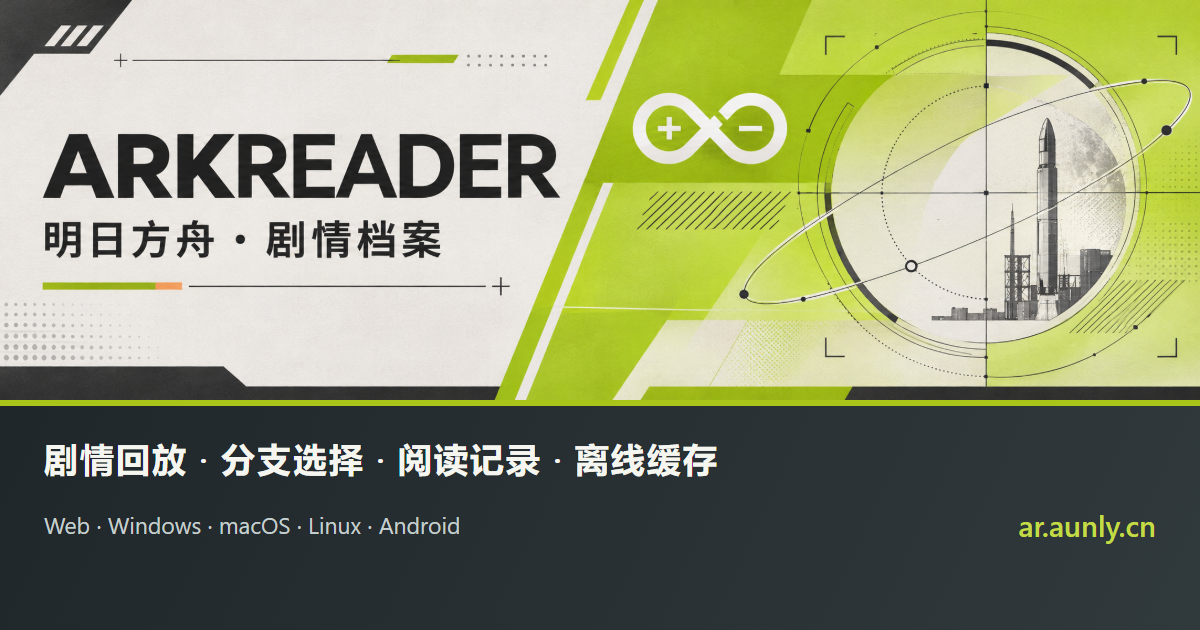 ARKREADER
明日方舟·剧情档案
剧情回放 · 分支选择 · 阅读记录 · 离线缓存
Web · Windows · macOS · Linux · Android
ar.aunly.cn